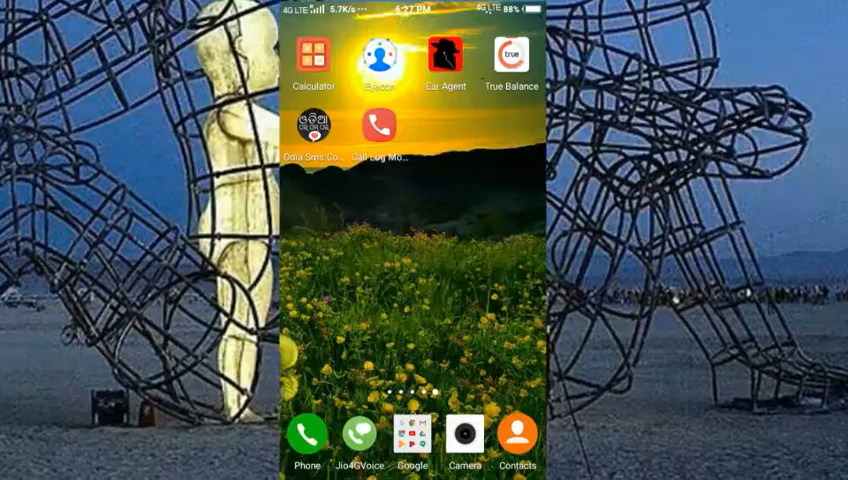 4G LTE 5.7K/s ··· 6:27 PM 4G LTE 88%
Calculator Eyecon Ear Agent True Balance
true
ଓଡ଼ିଆ
Odia Sms Co... Call Log Mo...
Phone Jio4GVoice Google Camera Contacts